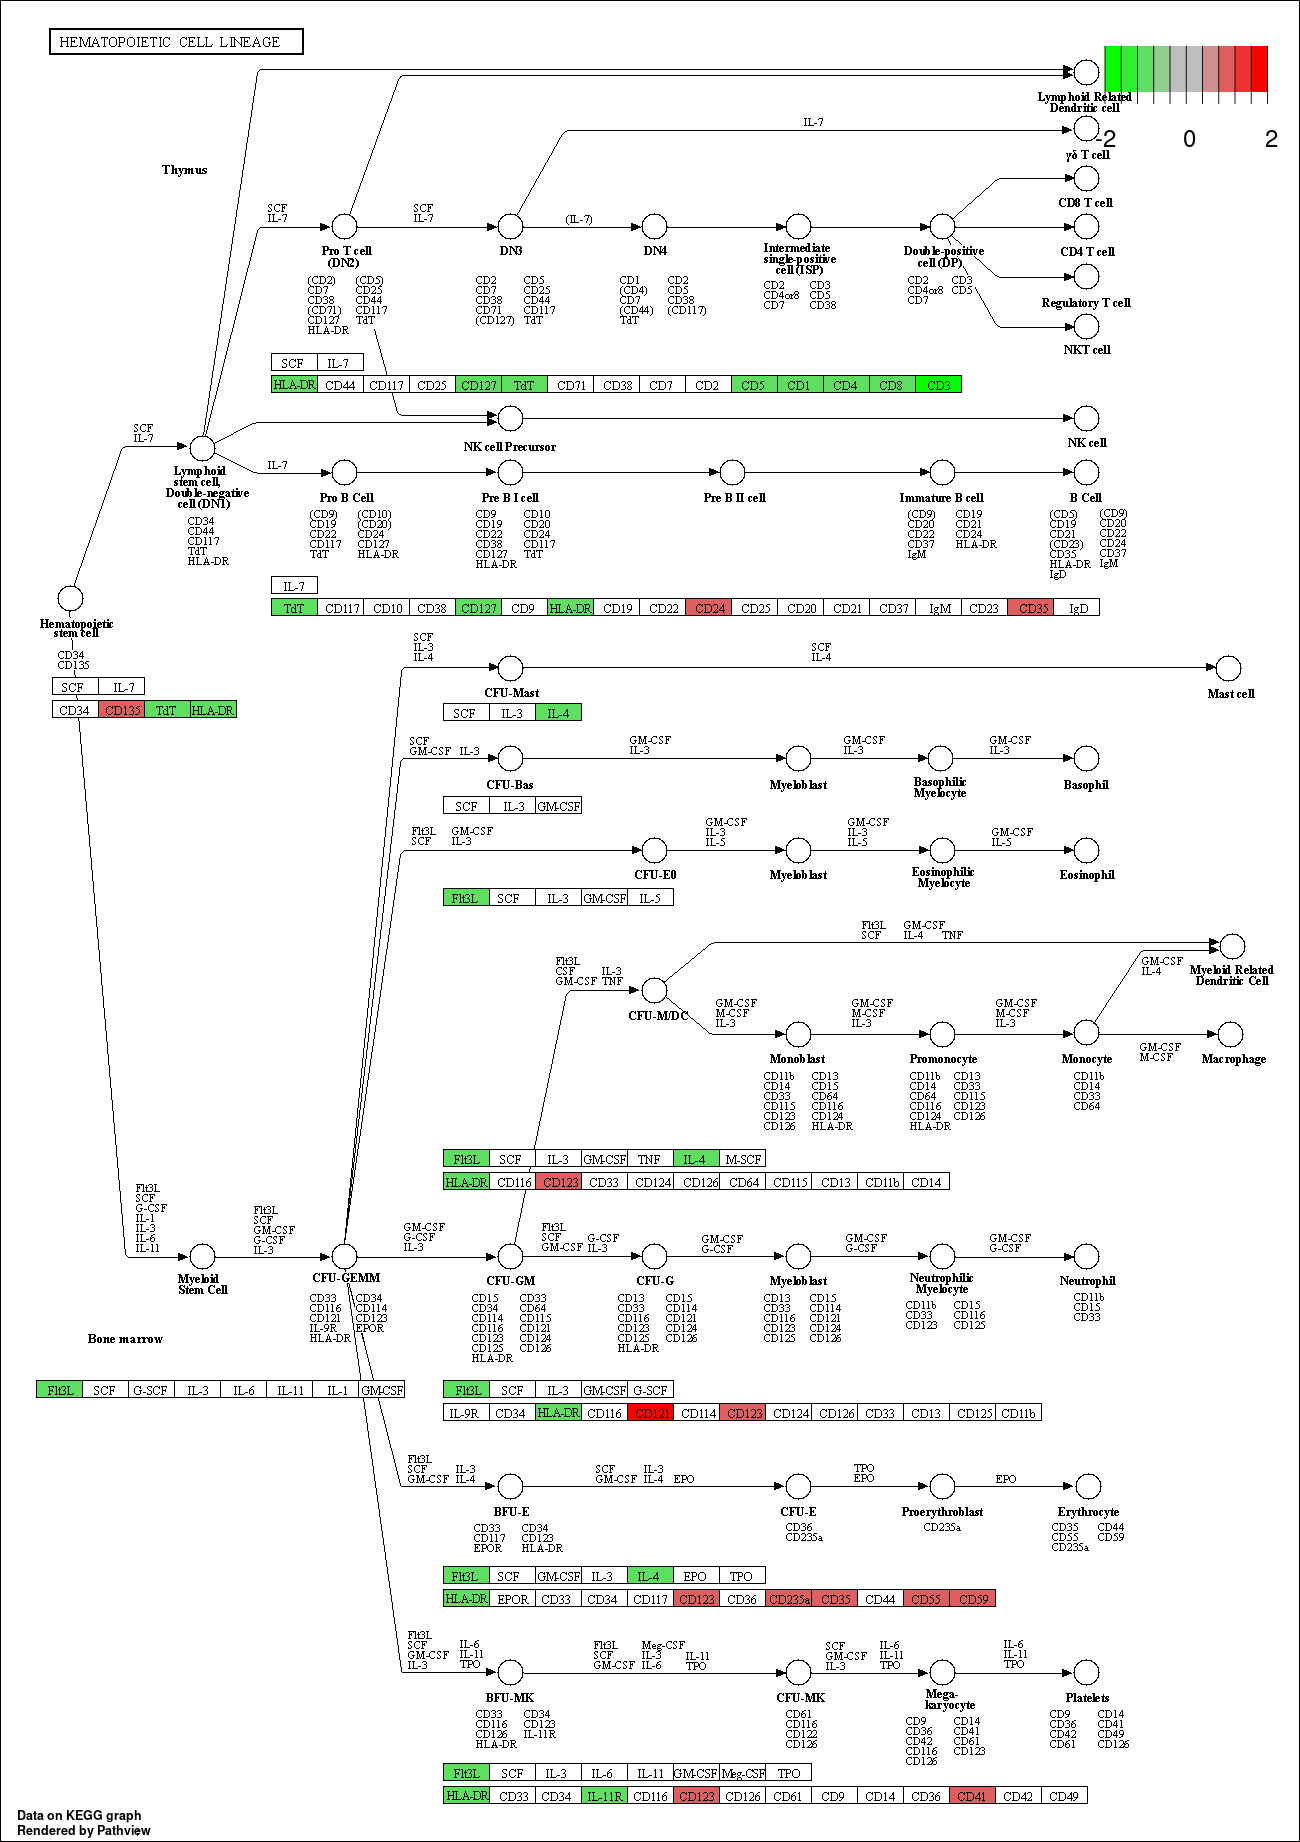 HEMATOPOIETIC CELL LINEAGE
-2 0 2
Lymphoid Related
Dendritic cell
IL-7
γδ T cell
Thymus
CD8 T cell
SCF
IL-7
SCF
IL-7
(IL-7)
Pro T cell
(DN2)
DN3
DN4
Intermediate
single-positive
cell (ISP)
Double-positive
cell (DP)
CD4 T cell
Regulatory T cell
NKT cell
(CD2) (CD5)
CD7 CD25
CD38 CD44
(CD71) CD117
CD127 TdT
HLA-DR
CD2 CD5
CD7 CD25
CD38 CD44
CD71 CD117
(CD127) TdT
CD1 CD2
(CD4) CD5
CD7 CD38
(CD44) (CD117)
TdT
CD2 CD3
CD4or8 CD5
CD7 CD38
CD2 CD3
CD4or8 CD5
CD7
SCF IL-7
HLA-DR CD44 CD117 CD25 CD127 TdT CD71 CD38 CD7 CD2 CD5 CD1 CD4 CD8 CD3
NK cell Precursor
NK cell
SCF
IL-7
Lymphoid
stem cell,
Double-negative
cell (DN1)
CD34
CD44
CD117
TdT
HLA-DR
IL-7
Pro B Cell
Pre B I cell
Pre B II cell
Immature B cell
B Cell
(CD9) (CD10)
CD19 (CD20)
CD22 CD24
CD117 CD127
TdT HLA-DR
CD9 CD10
CD19 CD20
CD22 CD24
CD38 CD117
CD127 TdT
HLA-DR
(CD9) CD19
CD20 CD21
CD22 CD24
CD37 HLA-DR
IgM
(CD5) (CD9)
CD19 CD20
CD21 CD22
(CD23) CD24
CD35 CD37
HLA-DR IgM
IgD
IL-7
TdT CD117 CD10 CD38 CD127 CD9 HLA-DR CD19 CD22 CD24 CD25 CD20 CD21 CD37 IgM CD23 CD35 IgD
Hematopoietic
stem cell
CD34
CD135
SCF IL-7
CD34 CD135 TdT HLA-DR
SCF
IL-3
IL-4
SCF
IL-4
CFU-Mast
Mast cell
SCF IL-3 IL-4
SCF
GM-CSF IL-3
GM-CSF
IL-3
GM-CSF
IL-3
GM-CSF
IL-3
CFU-Bas
Myeloblast
Basophilic
Myelocyte
Basophil
SCF IL-3 GM-CSF
Flt3L GM-CSF
SCF IL-3
GM-CSF
IL-3
IL-5
GM-CSF
IL-3
IL-5
GM-CSF
IL-5
CFU-E0
Myeloblast
Eosinophilic
Myelocyte
Eosinophil
Flt3L SCF IL-3 GM-CSF IL-5
Flt3L GM-CSF
SCF IL-4 TNF
Flt3L
CSF IL-3
GM-CSF TNF
CFU-M/DC
GM-CSF
IL-4
Myeloid Related
Dendritic Cell
GM-CSF
M-CSF
IL-3
GM-CSF
M-CSF
IL-3
GM-CSF
M-CSF
IL-3
GM-CSF
M-CSF
Monoblast
Promonocyte
Monocyte
Macrophage
CD11b CD13
CD14 CD15
CD33 CD64
CD115 CD116
CD123 CD124
CD126 HLA-DR
CD11b CD13
CD14 CD33
CD64 CD115
CD116 CD123
CD124 CD126
HLA-DR
CD11b
CD14
CD33
CD64
Flt3L SCF IL-3 GM-CSF TNF IL-4 M-SCF
HLA-DR CD116 CD123 CD33 CD124 CD126 CD64 CD115 CD13 CD11b CD14
Flt3L
SCF
G-CSF
IL-1
IL-3
IL-6
IL-11
Flt3L
SCF
GM-CSF
G-CSF
IL-3
GM-CSF
G-CSF
IL-3
Flt3L
SCF G-CSF
GM-CSF IL-3
GM-CSF
G-CSF
GM-CSF
G-CSF
GM-CSF
G-CSF
Myeloid
Stem Cell
CFU-GEMM
CFU-GM
CFU-G
Myeloblast
Neutrophilic
Myelocyte
Neutrophil
CD33 CD34
CD116 CD114
CD121 CD123
IL-9R EPOR
HLA-DR
CD15 CD33
CD34 CD64
CD114 CD115
CD116 CD121
CD123 CD124
CD125 CD126
HLA-DR
CD13 CD15
CD33 CD114
CD116 CD121
CD123 CD124
CD125 CD126
HLA-DR
CD13 CD15
CD33 CD114
CD116 CD121
CD123 CD124
CD125 CD126
CD11b CD15
CD33 CD116
CD123 CD125
CD11b
CD15
CD33
Bone marrow
Flt3L SCF G-SCF IL-3 IL-6 IL-11 IL-1 GM-CSF
Flt3L SCF IL-3 GM-CSF G-SCF
IL-9R CD34 HLA-DR CD116 CD121 CD114 CD123 CD124 CD126 CD33 CD13 CD125 CD11b
Flt3L
SCF IL-3
GM-CSF IL-4
SCF IL-3
GM-CSF IL-4 EPO
TPO
EPO
EPO
BFU-E
CFU-E
Proerythroblast
Erythrocyte
CD33 CD34
CD117 CD123
EPOR HLA-DR
CD36
CD235a
CD235a
CD35 CD44
CD55 CD59
CD235a
Flt3L SCF GM-CSF IL-3 IL-4 EPO TPO
HLA-DR EPOR CD33 CD34 CD117 CD123 CD36 CD235a CD35 CD44 CD55 CD59
Flt3L
SCF IL-6
GM-CSF IL-11
IL-3 TPO
Flt3L Meg-CSF
SCF IL-3 IL-11
GM-CSF IL-6 TPO
SCF IL-6
GM-CSF IL-11
IL-3 TPO
IL-6
IL-11
TPO
BFU-MK
CFU-MK
Mega-
karyocyte
Platelets
CD33 CD34
CD116 CD123
CD126 IL-11R
HLA-DR
CD61
CD116
CD122
CD126
CD9 CD14
CD36 CD41
CD42 CD61
CD116 CD123
CD126
CD9 CD14
CD36 CD41
CD42 CD49
CD61 CD126
Flt3L SCF IL-3 IL-6 IL-11 GM-CSF Meg-CSF TPO
HLA-DR CD33 CD34 IL-11R CD116 CD123 CD126 CD61 CD9 CD14 CD36 CD41 CD42 CD49
Data on KEGG graph
Rendered by Pathview